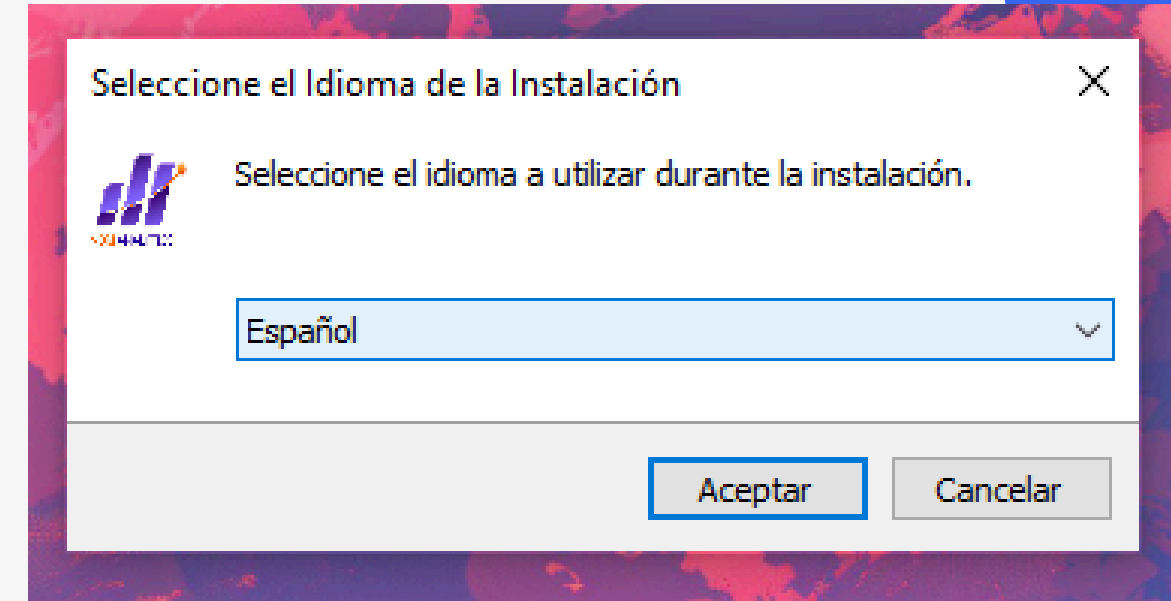 Seleccione el Idioma de la Instalación
Seleccione el idioma a utilizar durante la instalación.
Español
Aceptar
Cancelar